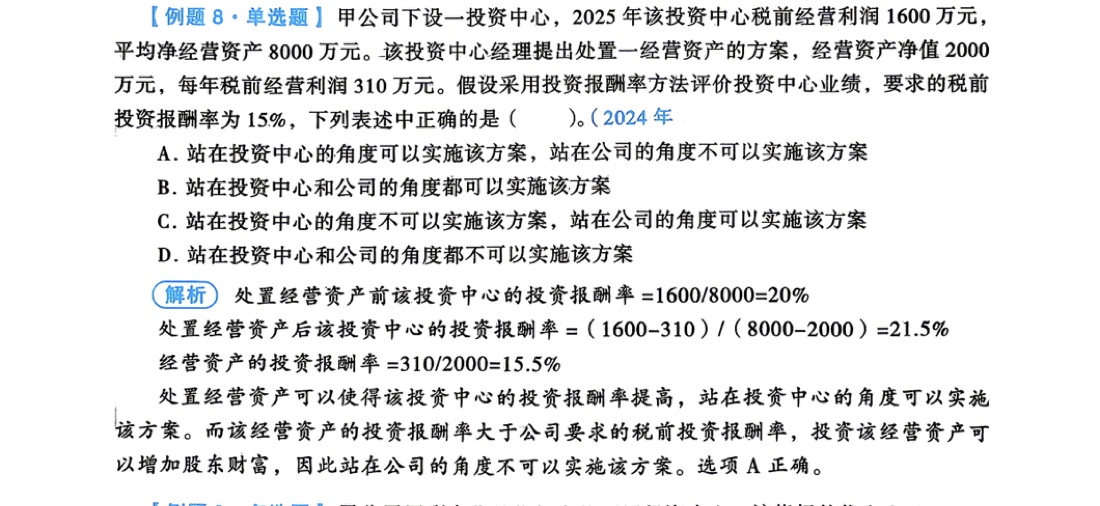 【例题 8·单选题】甲公司下设一投资中心，2025 年该投资中心税前经营利润 1600 万元，
平均净经营资产 8000 万元。该投资中心经理提出处置一经营资产的方案，经营资产净值 2000
万元，每年税前经营利润 310 万元。假设采用投资报酬率方法评价投资中心业绩，要求的税前
投资报酬率为 15%，下列表述中正确的是（　　）。（2024 年
A. 站在投资中心的角度可以实施该方案，站在公司的角度不可以实施该方案
B. 站在投资中心和公司的角度都可以实施该方案
C. 站在投资中心的角度不可以实施该方案，站在公司的角度可以实施该方案
D. 站在投资中心和公司的角度都不可以实施该方案
解析 处置经营资产前该投资中心的投资报酬率 =1600/8000=20%
处置经营资产后该投资中心的投资报酬率 =（1600-310）/（8000-2000）=21.5%
经营资产的投资报酬率 =310/2000=15.5%
处置经营资产可以使得该投资中心的投资报酬率提高，站在投资中心的角度可以实施
该方案。而该经营资产的投资报酬率大于公司要求的税前投资报酬率，投资该经营资产可
以增加股东财富，因此站在公司的角度不可以实施该方案。选项 A 正确。